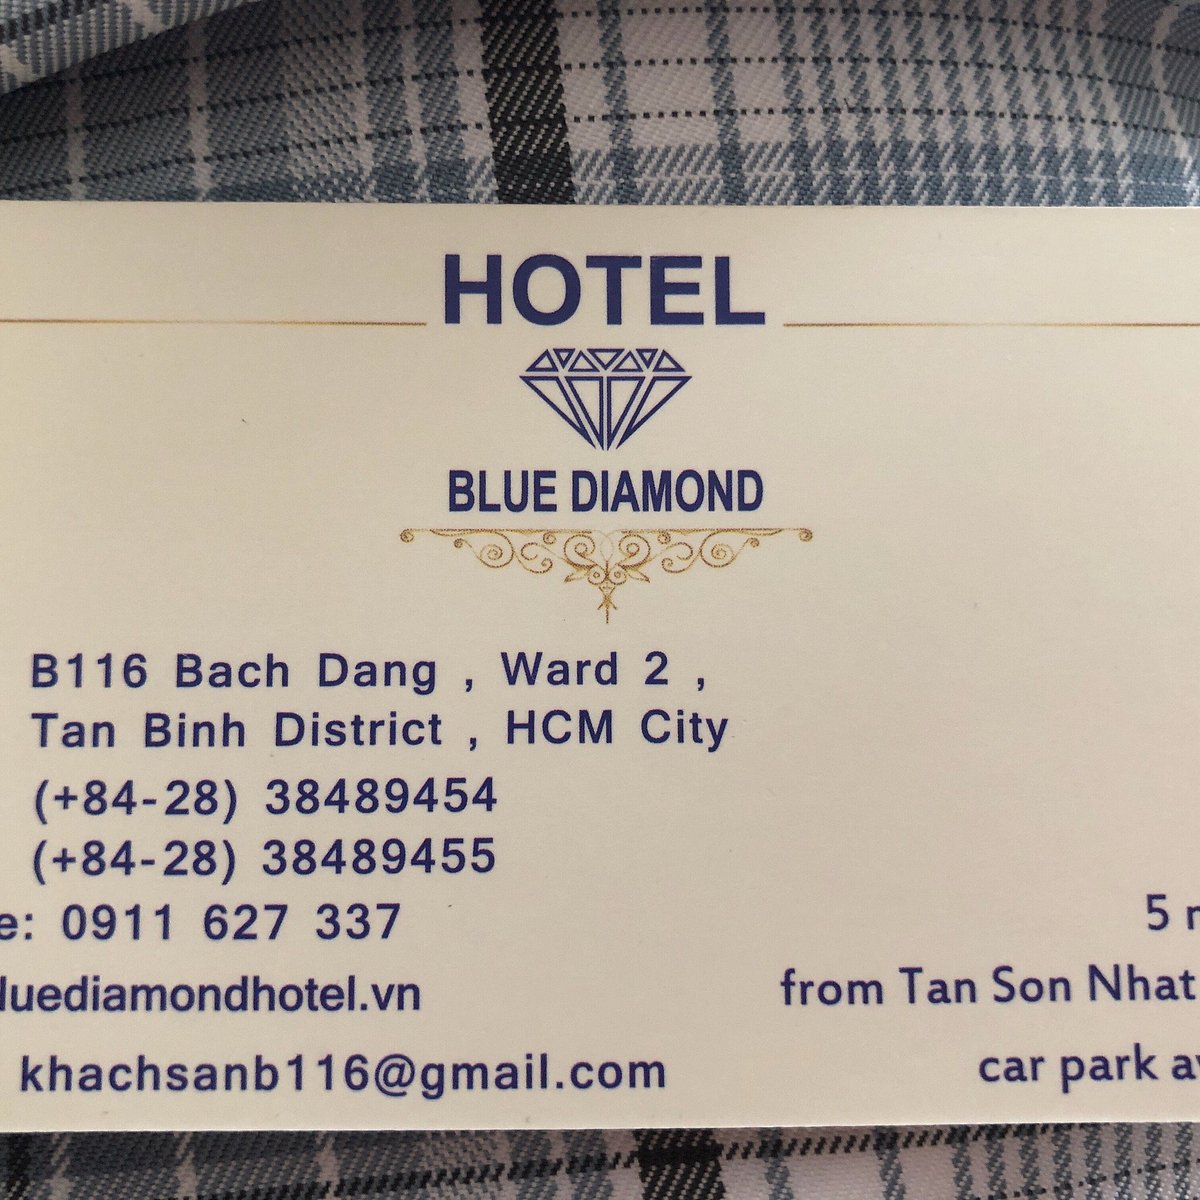 HOTEL
BLUE DIAMOND
B116 Bach Dang , Ward 2 ,
Tan Binh District , HCM City
(+84-28) 38489454
(+84-28) 38489455
e: 0911 627 337
luediamondhotel.vn
khachsanb116@gmail.com
5
from Tan Son Nhat
car park